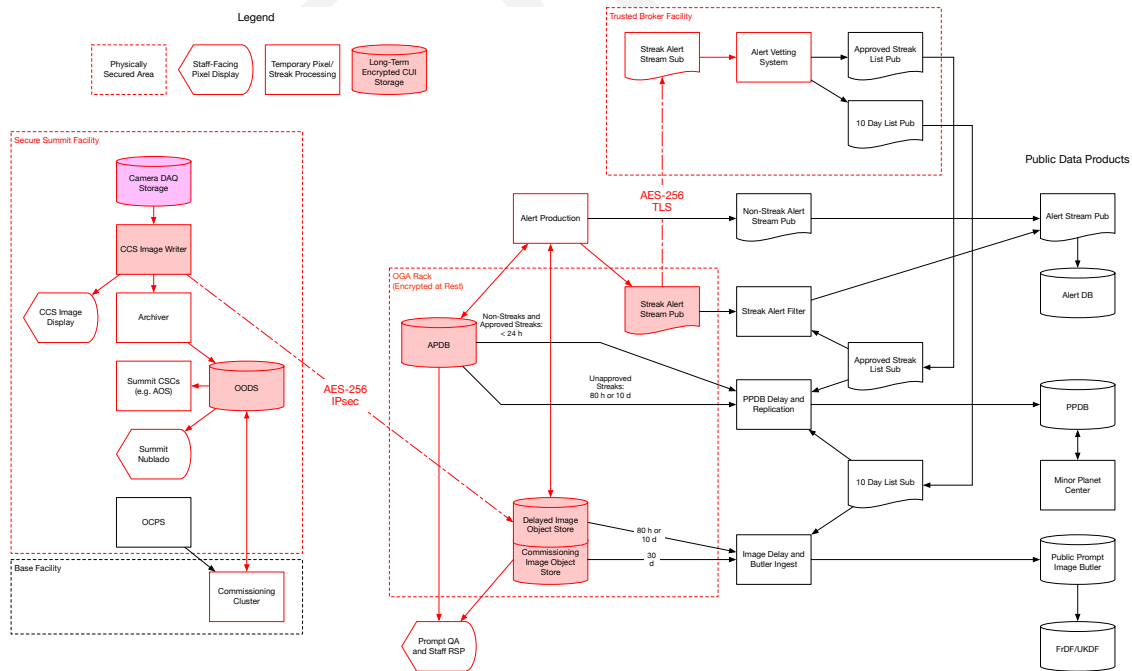 Legend
Physically
Secured Area
Staff-Facing
Pixel Display
Temporary Pixel/
Streak Processing
Long-Term
Encrypted CUI
Storage
Trusted Broker Facility
Streak Alert
Stream Sub
Alert Vetting
System
Approved Streak
List Pub
10 Day List Pub
Secure Summit Facility
Camera DAQ
Storage
CCS Image Writer
CCS Image
Display
Archiver
Summit CSCs
(e.g. AOS)
OODS
Summit
Nublado
OCPS
Base Facility
Commissioning
Cluster
AES-256
IPsec
AES-256
TLS
Alert Production
OGA Rack
(Encrypted at Rest)
Streak Alert
Stream Pub
APDB
Non-Streaks and
Approved Streaks:
< 24 h
Unapproved
Streaks:
80 h or 10 d
Delayed Image
Object Store
Commissioning
Image Object
Store
80 h or
10 d
30
d
Prompt QA
and Staff RSP
Non-Streak Alert
Stream Pub
Streak Alert Filter
Approved Streak
List Sub
PPDB Delay and
Replication
10 Day List Sub
Image Delay and
Butler Ingest
Public Data Products
Alert Stream Pub
Alert DB
PPDB
Minor Planet
Center
Public Prompt
Image Butler
FrDF/UKDF